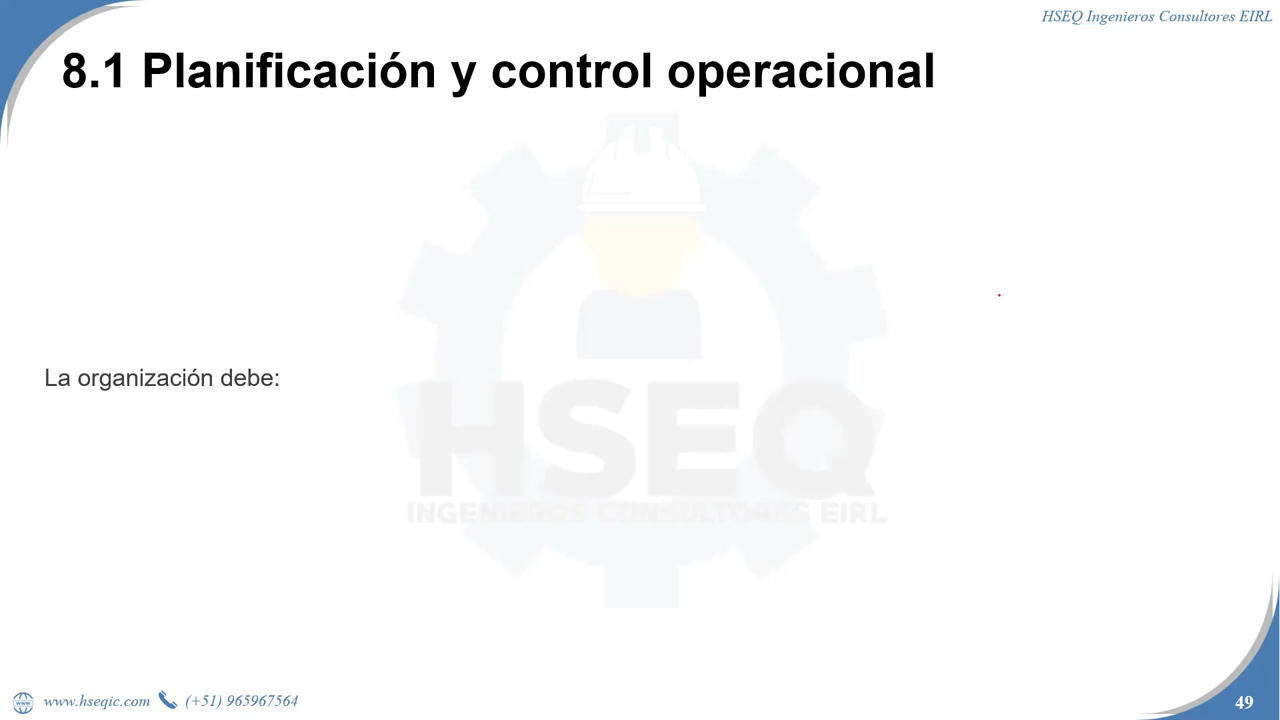 HSEQ Ingenieros Consultores EIRL
8.1 Planificación y control operacional
La organización debe:
HSEQ
INGENIEROS CONSULTORES EIRL
www.hseqic.com (+51) 965967564
49